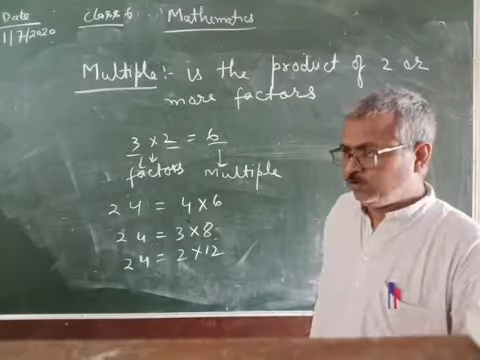 Date Class 6 Mathematics
1/7/2020
Multiple:- is the product of 2 or
more factors
3 × 2 = 6
factors Multiple
24 = 4×6
24 = 3×8
24 = 2×12